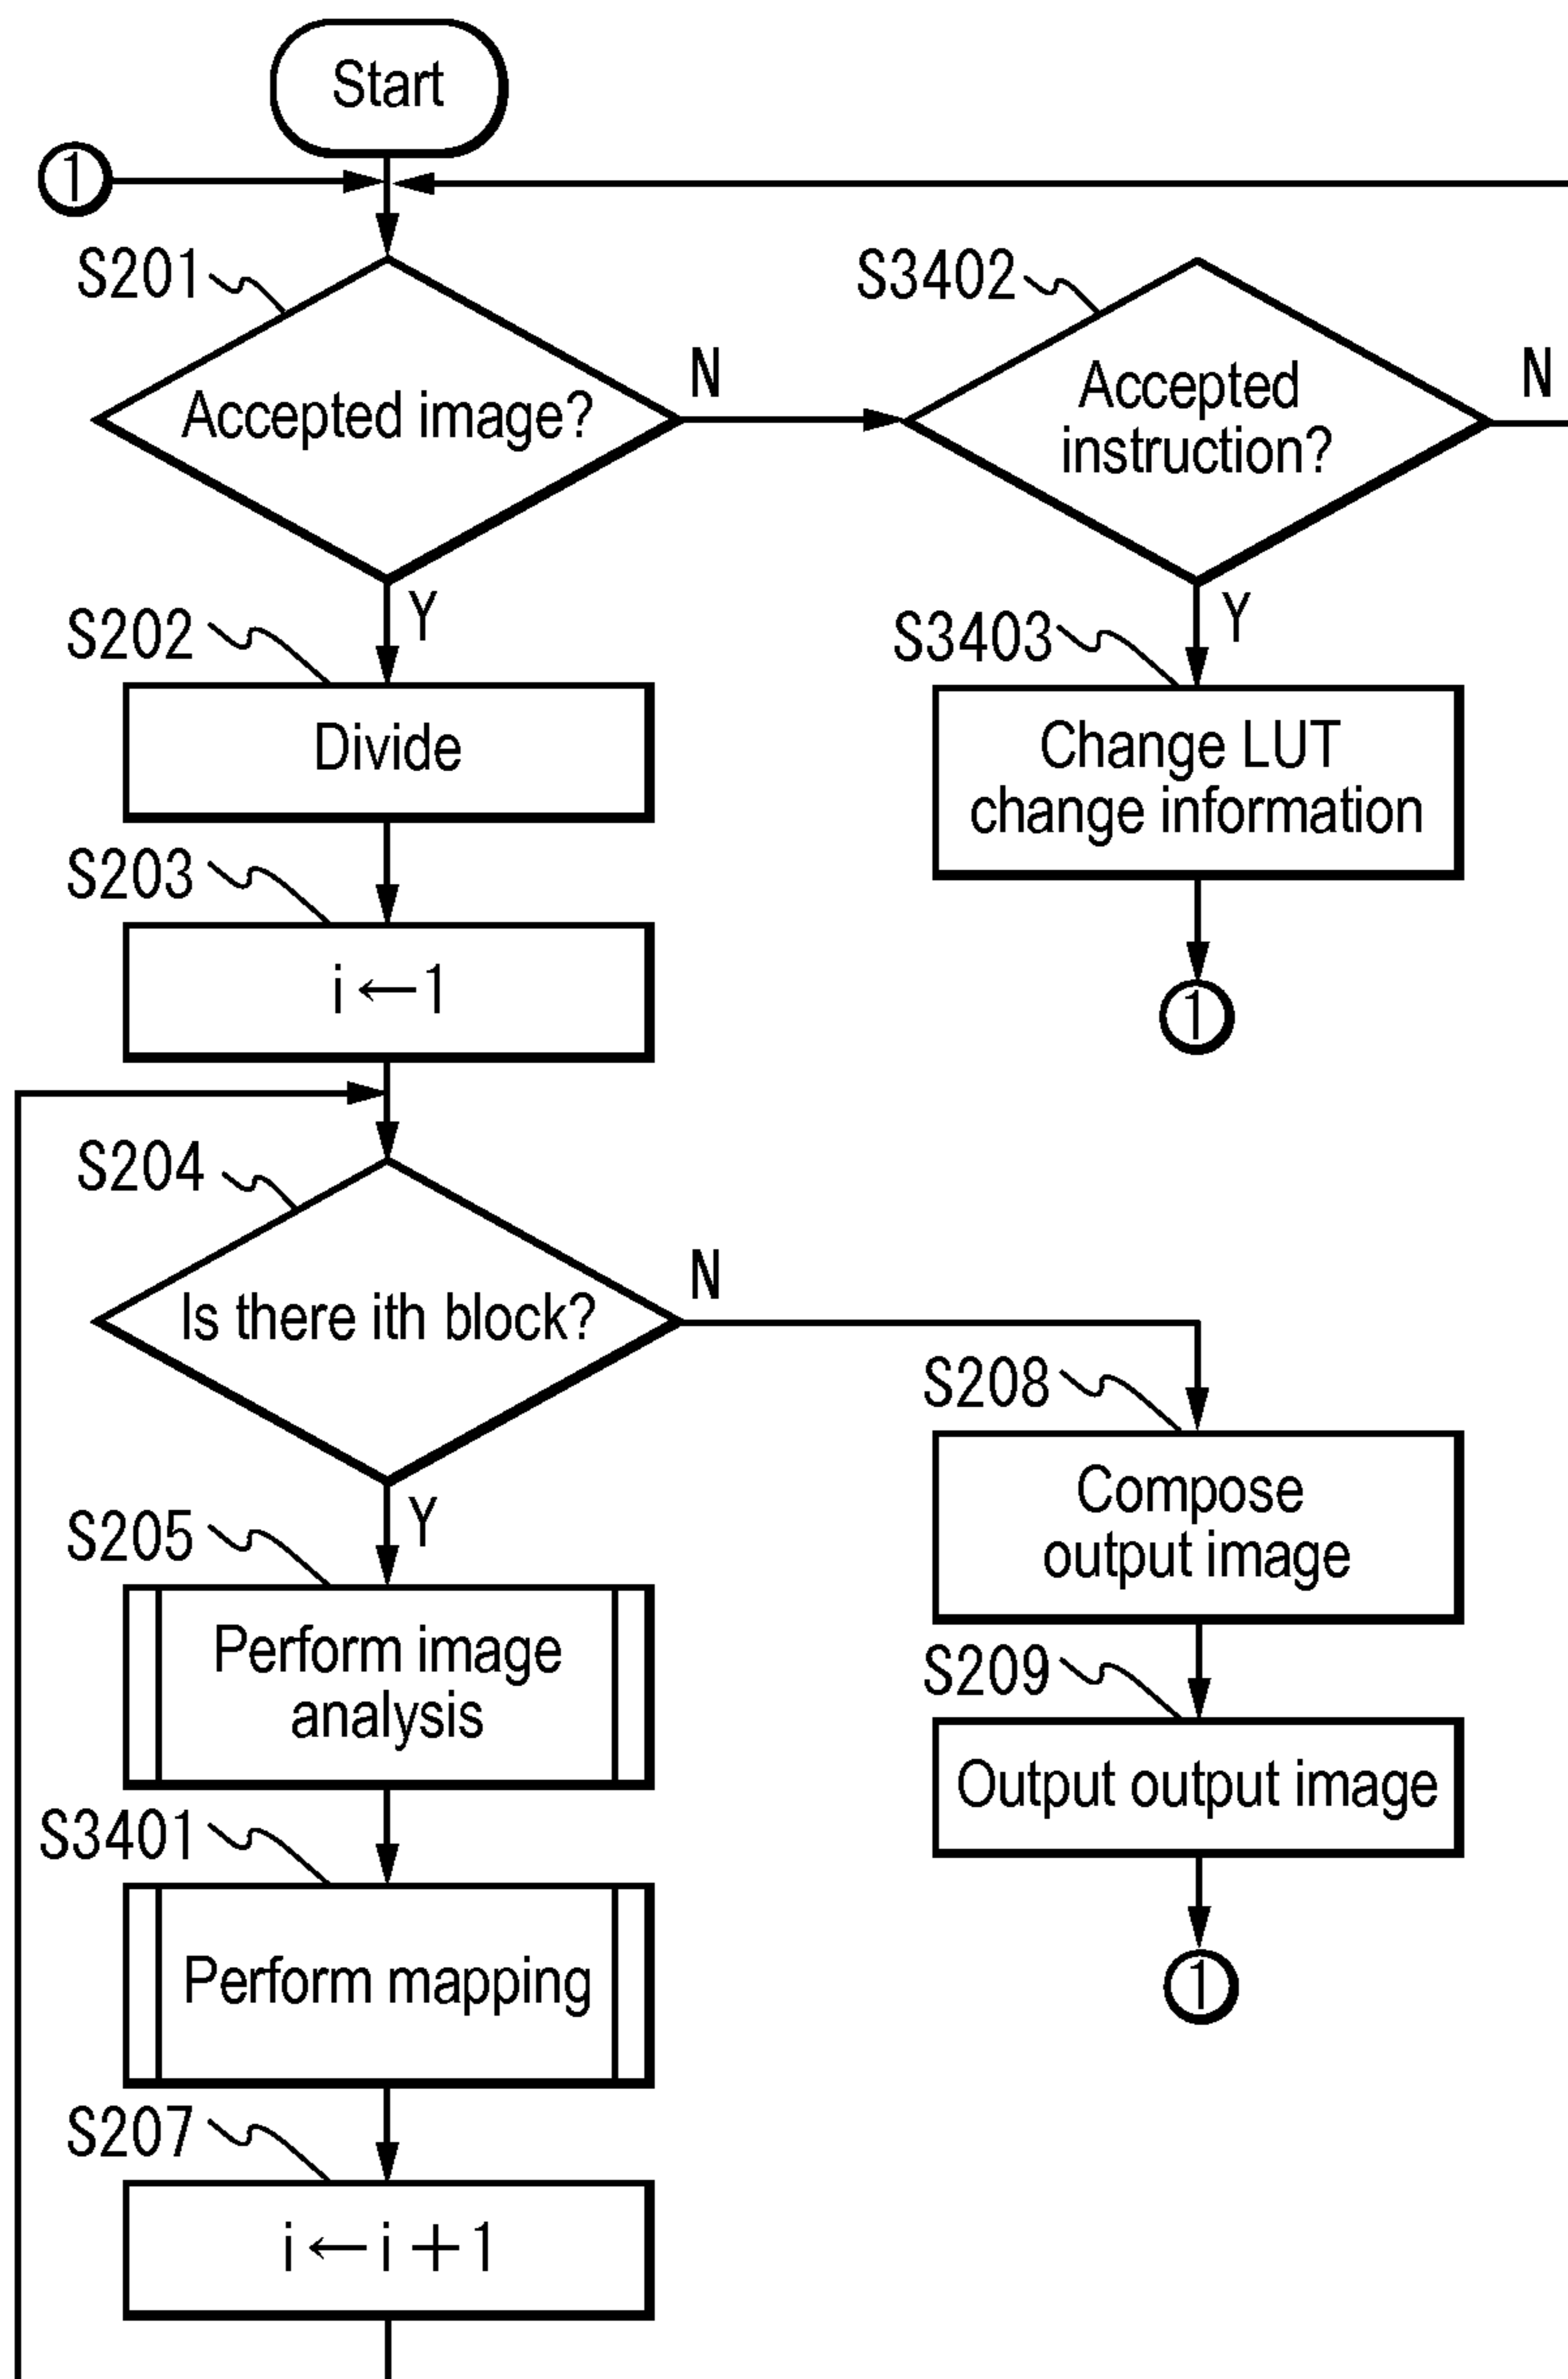 Start
1
S201
Accepted image?
N
Y
S3402
Accepted
instruction?
N
Y
S202
Divide
S3403
Change LUT
change information
1
S203
i←1
S204
Is there ith block?
N
Y
S205
Perform image
analysis
S208
Compose
output image
S209
Output output image
1
S3401
Perform mapping
S207
i←i+1